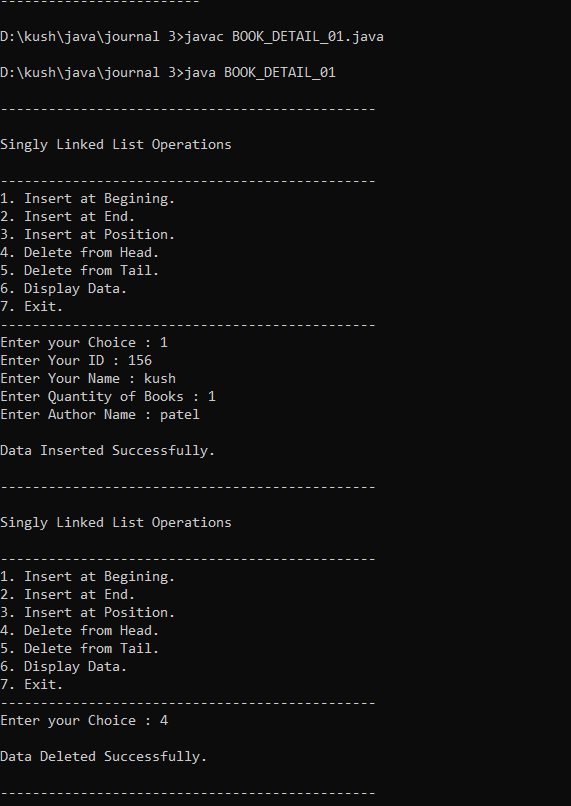 -------------------------
D:\kush\java\journal 3>javac BOOK_DETAIL_01.java
D:\kush\java\journal 3>java BOOK_DETAIL_01
-----------------------------------------------
Singly Linked List Operations
-----------------------------------------------
1. Insert at Begining.
2. Insert at End.
3. Insert at Position.
4. Delete from Head.
5. Delete from Tail.
6. Display Data.
7. Exit.
-----------------------------------------------
Enter your Choice : 1
Enter Your ID : 156
Enter Your Name : kush
Enter Quantity of Books : 1
Enter Author Name : patel
Data Inserted Successfully.
-----------------------------------------------
Singly Linked List Operations
-----------------------------------------------
1. Insert at Begining.
2. Insert at End.
3. Insert at Position.
4. Delete from Head.
5. Delete from Tail.
6. Display Data.
7. Exit.
-----------------------------------------------
Enter your Choice : 4
Data Deleted Successfully.
-----------------------------------------------